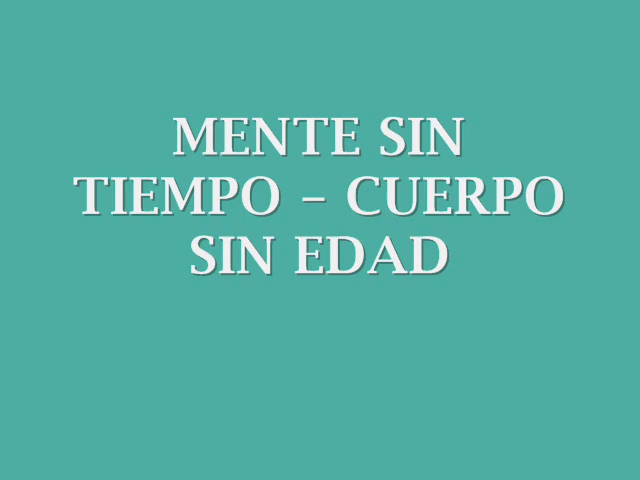 MENTE SIN
TIEMPO – CUERPO
SIN EDAD